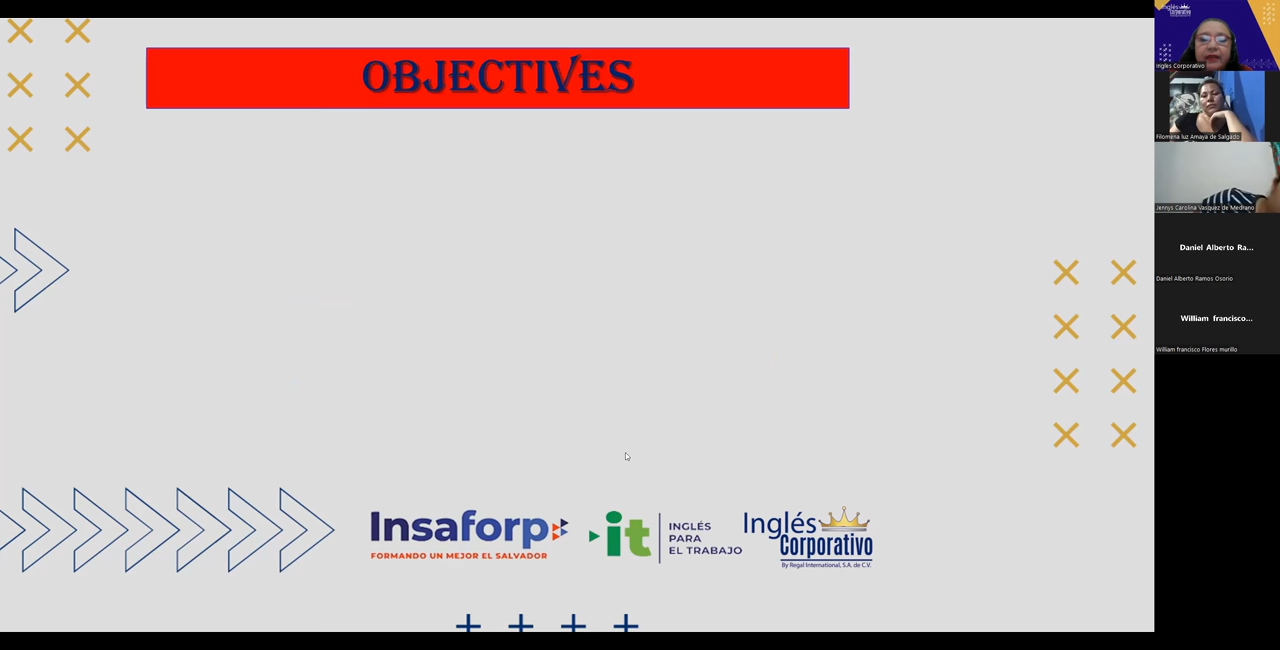 OBJECTIVES
Insaforp
FORMANDO UN MEJOR EL SALVADOR
it
INGLÉS
PARA
EL TRABAJO
Inglés
Corporativo
By Regal International, S.A. de C.V.
Inglés
Corporativo
Ingles Corporativo
Filomena luz Amaya de Salgado
Jennys Carolina Vasquez de Medrano
Daniel Alberto Ra...
Daniel Alberto Ramos Osorio
William francisco...
William francisco Flores murillo